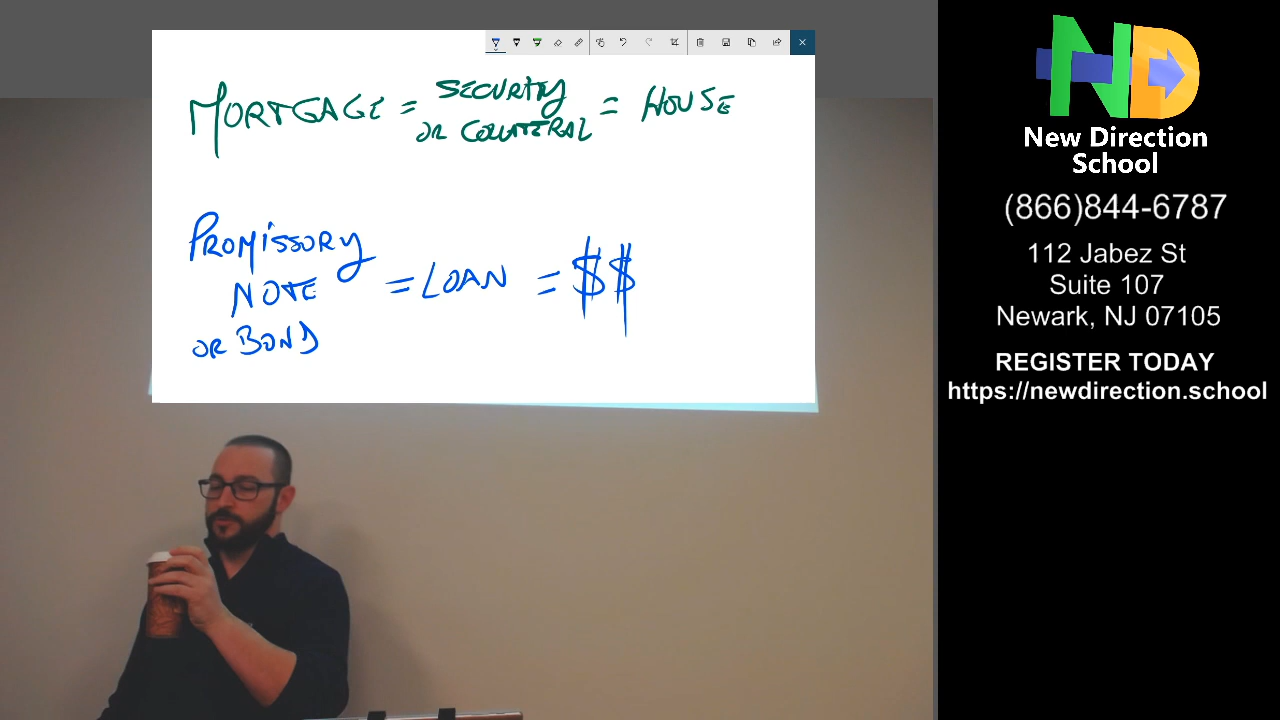 MORTGAGE = SECURITY = HOUSE
OR COLLATERAL
PROMISSORY
NOTE = LOAN = $$
OR BOND
ND
New Direction
School
(866)844-6787
112 Jabez St
Suite 107
Newark, NJ 07105
REGISTER TODAY
https://newdirection.school